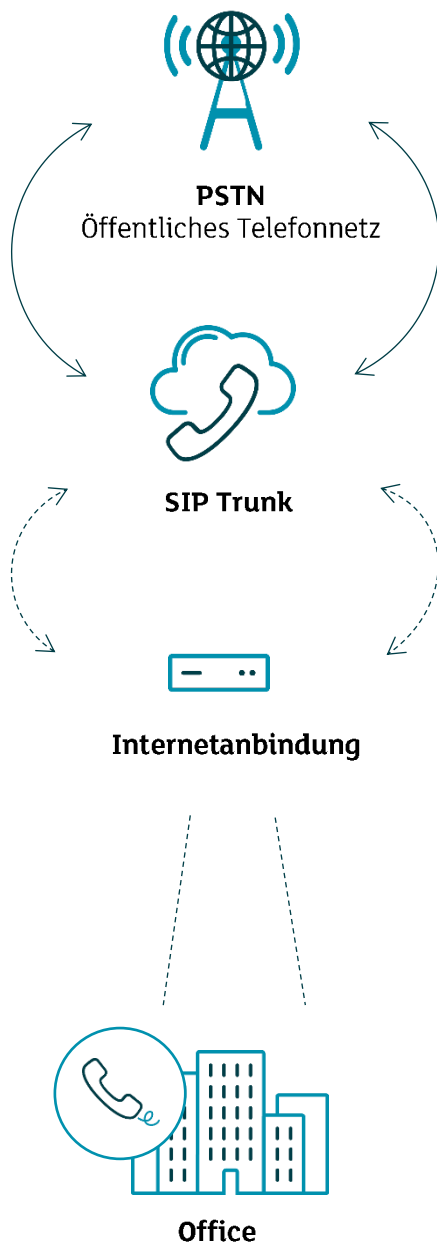 PSTN
Öffentliches Telefonnetz
SIP Trunk
Internetanbindung
Office